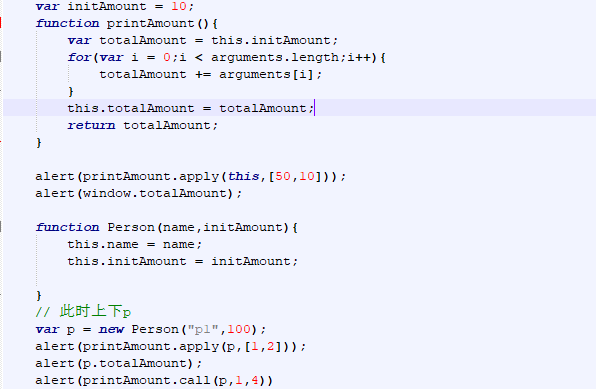 var initAmount = 10;
function printAmount(){
var totalAmount = this.initAmount;
for(var i = 0;i < arguments.length;i++){
totalAmount += arguments[i];
}
this.totalAmount = totalAmount;
return totalAmount;
}
alert(printAmount.apply(this,[50,10]));
alert(window.totalAmount);
function Person(name,initAmount){
this.name = name;
this.initAmount = initAmount;
}
// 此时上下p
var p = new Person("p1",100);
alert(printAmount.apply(p,[1,2]));
alert(p.totalAmount);
alert(printAmount.call(p,1,4))